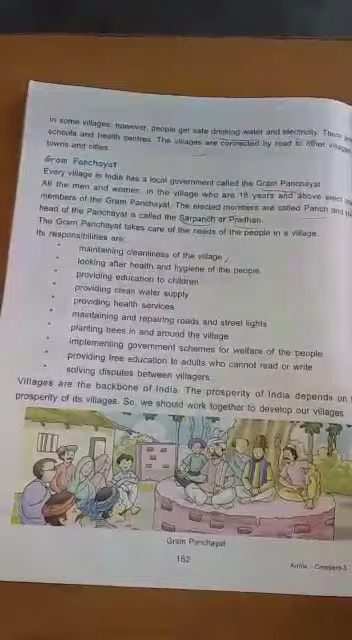 In some villages, however, people get safe drinking water and electricity. There are
schools and health centres. The villages are connected by road to other villages
towns and cities.
Gram Panchayat
Every village in India has a local government called the Gram Panchayat
All the men and women, in the village who are 18 years and above elect
members of the Gram Panchayat. The elected members are called Panch and the
head of the Panchayat is called the Sarpanch or Pradhan.
The Gram Panchayat takes care of the needs of the people in a village.
Its responsibilities are:
• maintaining cleanliness of the village
• looking after health and hygiene of the people
• providing education to children
• providing clean water supply
• providing health services
• maintaining and repairing roads and street lights
• planting trees in and around the village
• implementing government schemes for welfare of the people
• providing free education to adults who cannot read or write
• solving disputes between villagers
Villages are the backbone of India. The prosperity of India depends on
prosperity of its villages. So, we should work together to develop our villages
Gram Panchayat
182